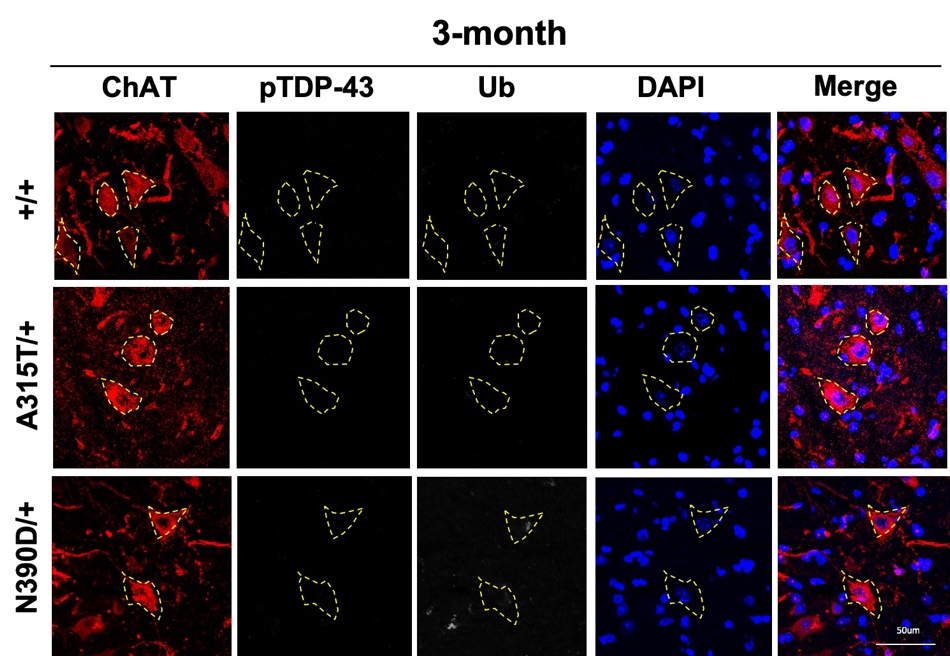 3-month
ChAT pTDP-43 Ub DAPI Merge
+/+
A315T/+
N390D/+
50um